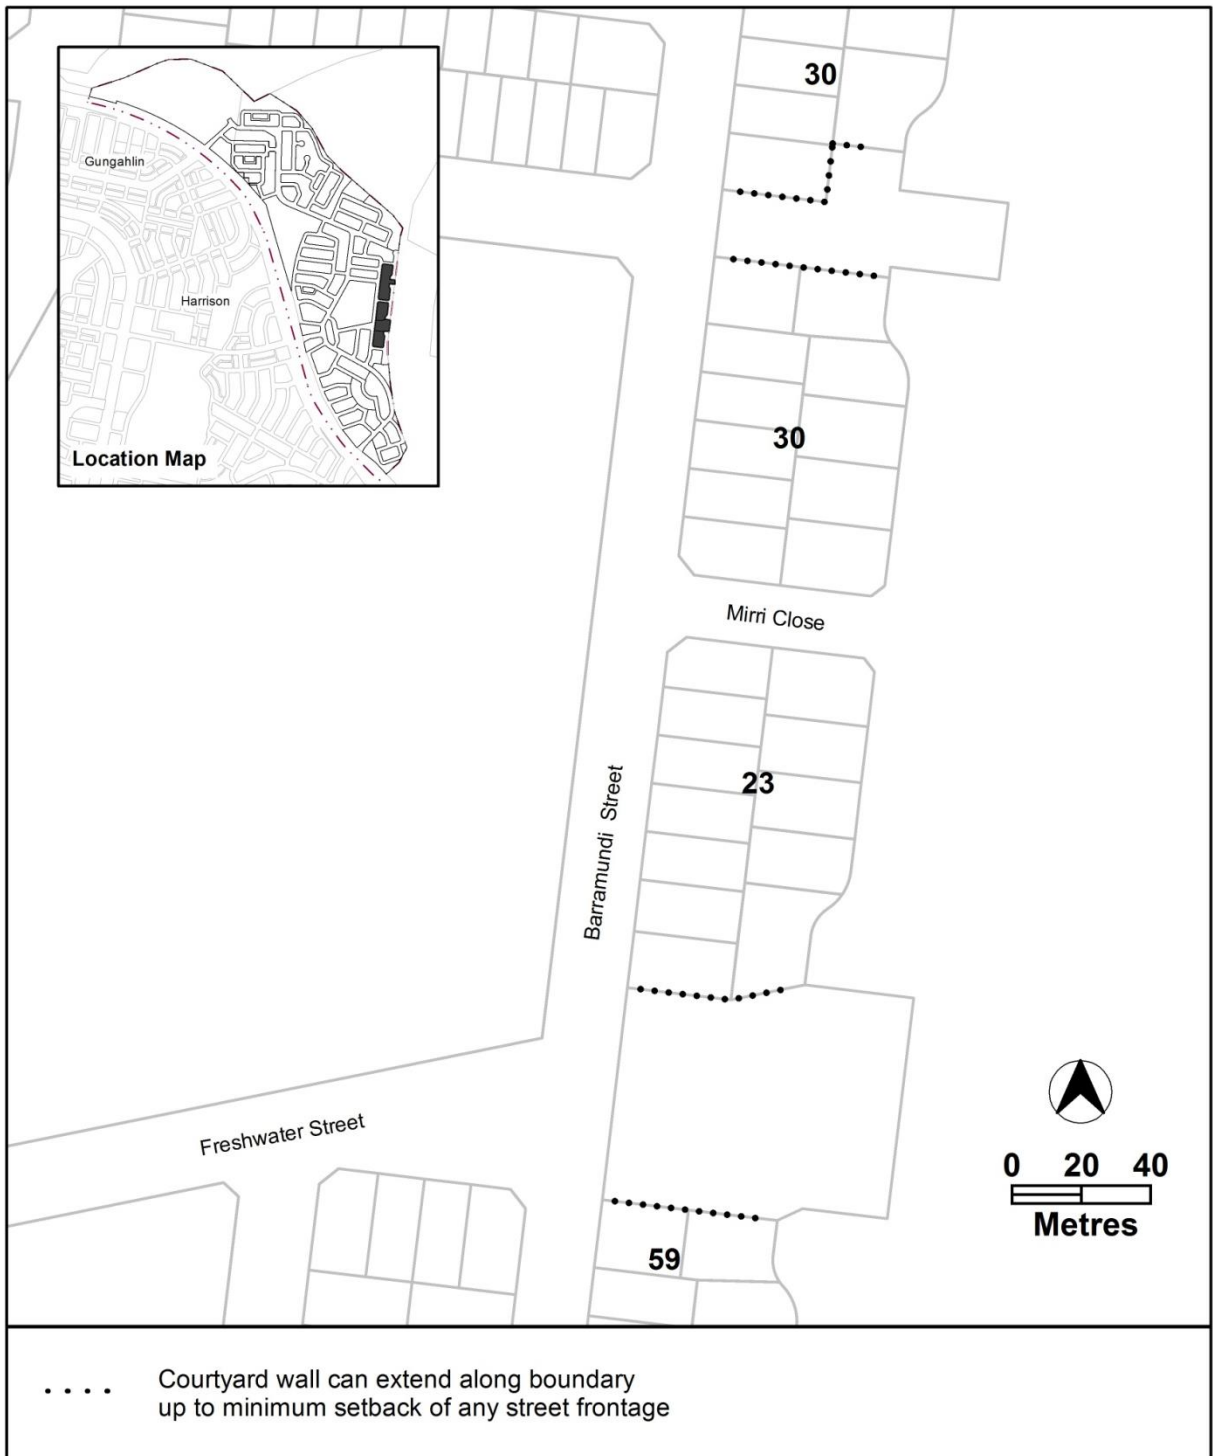 30
Gungahlin
Harrison
Location Map
30
Mirri Close
23
Barramundi Street
Freshwater Street
0 20 40
Metres
59
Courtyard wall can extend along boundary
up to minimum setback of any street frontage